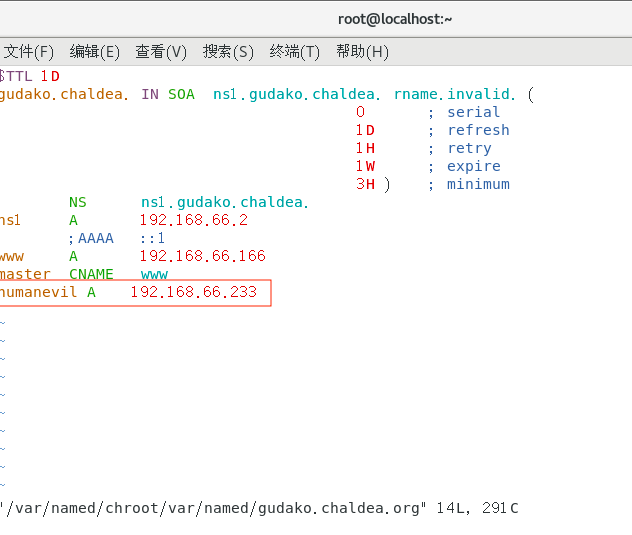 root@localhost:~
文件(F) 编辑(E) 查看(V) 搜索(S) 终端(T) 帮助(H)
$TTL 1D
gudako.chaldea. IN SOA ns1.gudako.chaldea. rname.invalid. (
0 ; serial
1D ; refresh
1H ; retry
1W ; expire
3H ) ; minimum
NS ns1.gudako.chaldea.
ns1 A 192.168.66.2
;AAAA ::1
www A 192.168.66.166
master CNAME www
humanevil A 192.168.66.233
~
~
~
~
~
~
~
~
~
~
"/var/named/chroot/var/named/gudako.chaldea.org" 14L, 291C